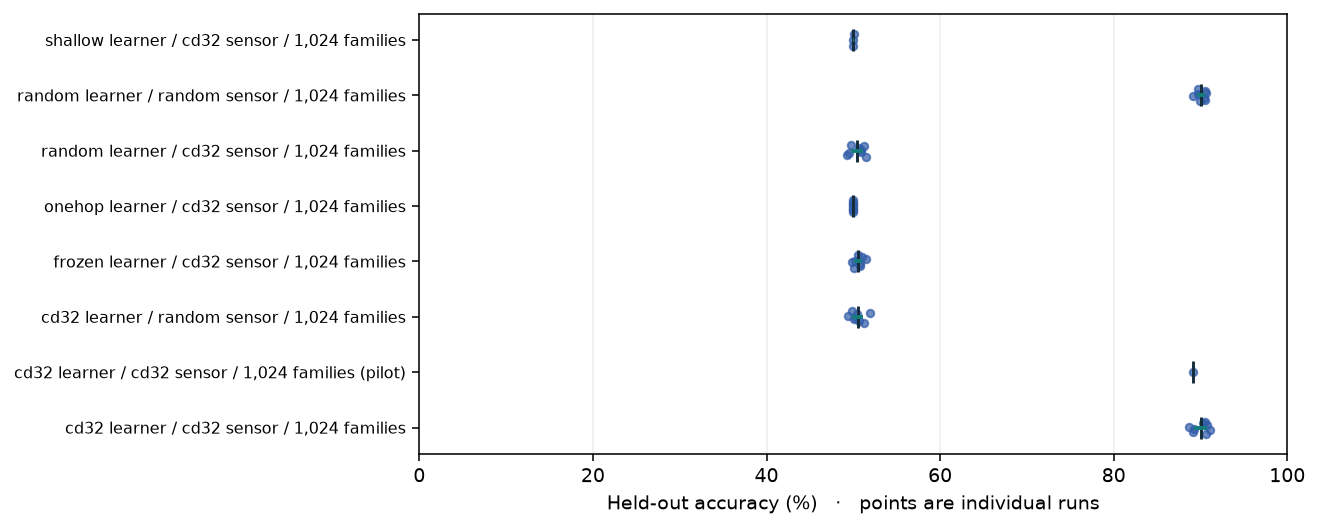 shallow learner / cd32 sensor / 1,024 families
random learner / random sensor / 1,024 families
random learner / cd32 sensor / 1,024 families
onehop learner / cd32 sensor / 1,024 families
frozen learner / cd32 sensor / 1,024 families
cd32 learner / random sensor / 1,024 families
cd32 learner / cd32 sensor / 1,024 families (pilot)
cd32 learner / cd32 sensor / 1,024 families
0 20 40 60 80 100
Held-out accuracy (%) · points are individual runs